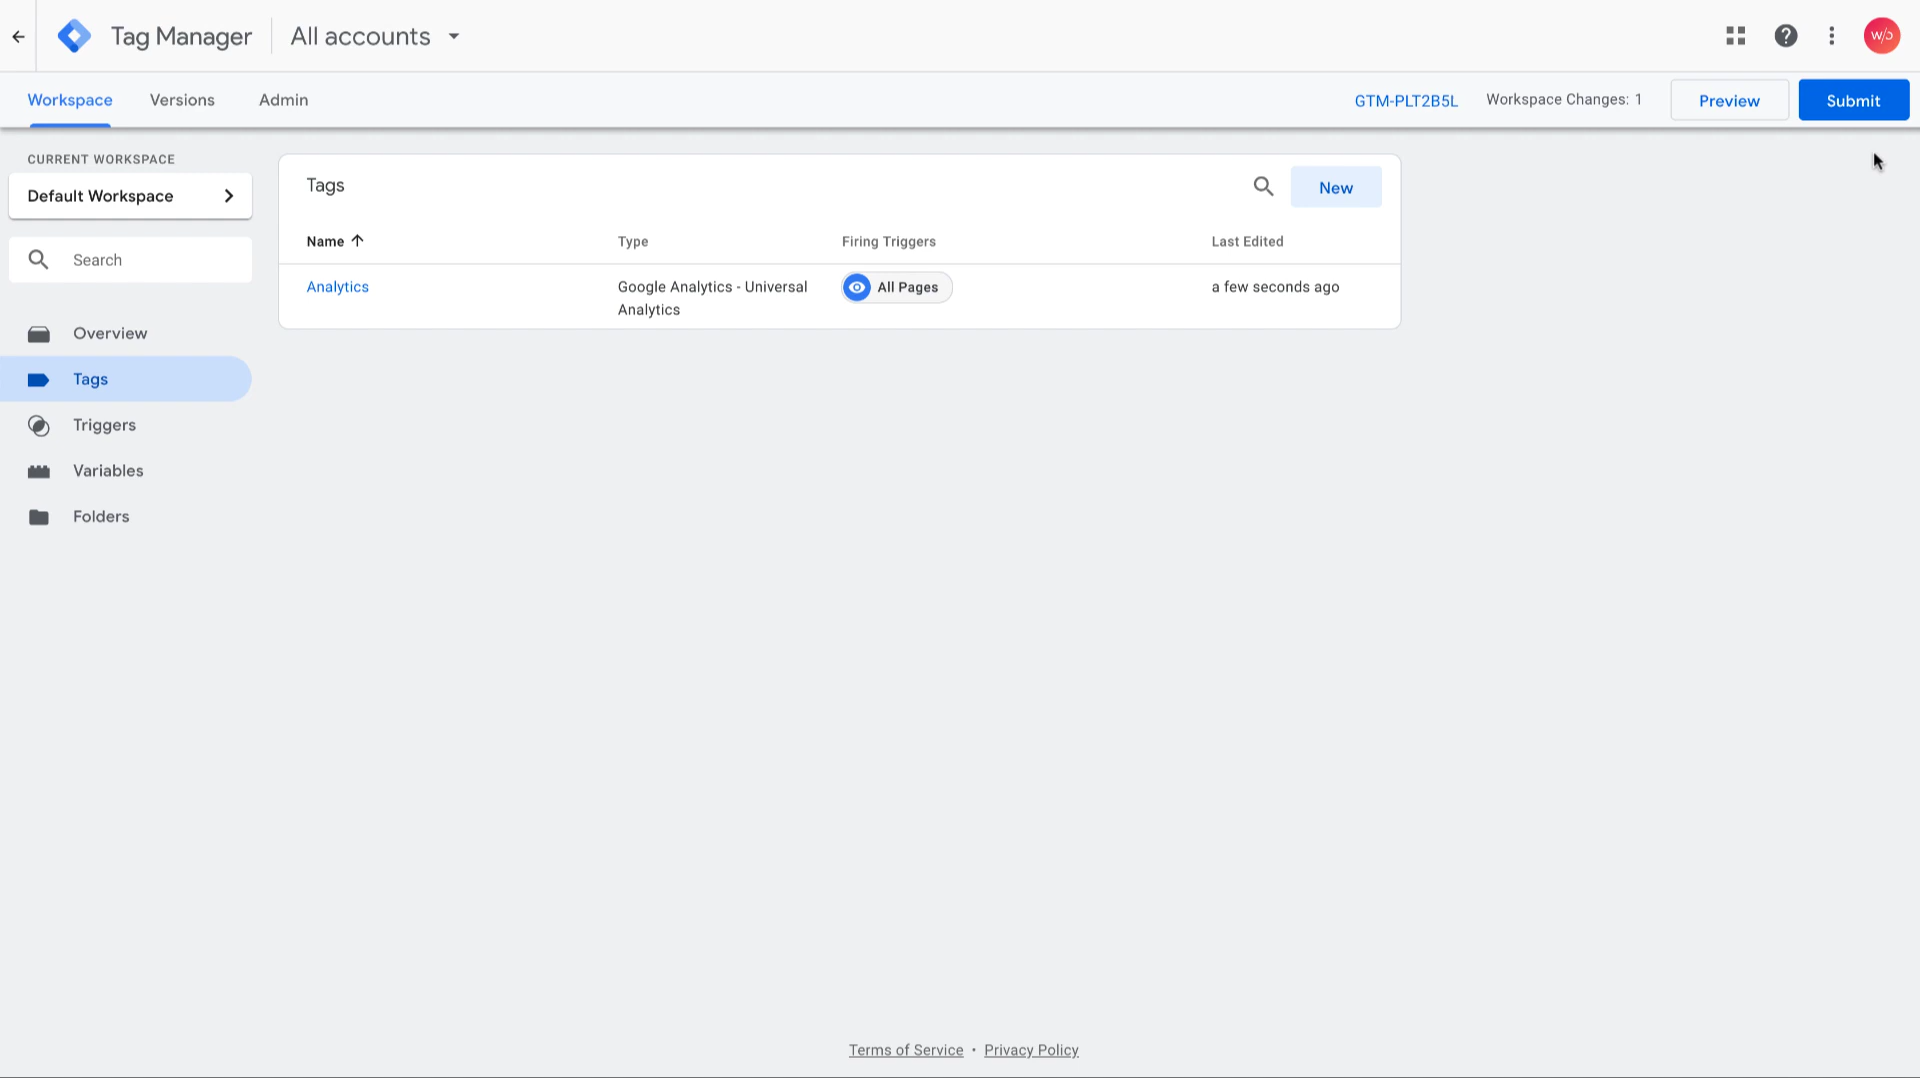 Tag Manager
All accounts
w/o
Workspace
Versions
Admin
GTM-PLT2B5L
Workspace Changes: 1
Preview
Submit
CURRENT WORKSPACE
Default Workspace
Search
Overview
Tags
Triggers
Variables
Folders
Tags
New
Name
Type
Firing Triggers
Last Edited
Analytics
Google Analytics - Universal
Analytics
All Pages
a few seconds ago
Terms of Service • Privacy Policy